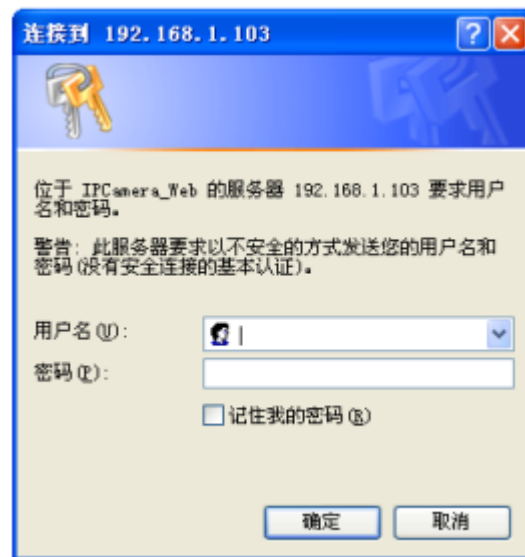 连接到 192.168.1.103
位于 IPCamera_Web 的服务器 192.168.1.103 要求用户
名和密码。
警告: 此服务器要求以不安全的方式发送您的用户名和
密码(没有安全连接的基本认证)。
用户名(U):
密码(P):
记住我的密码(R)
确定
取消